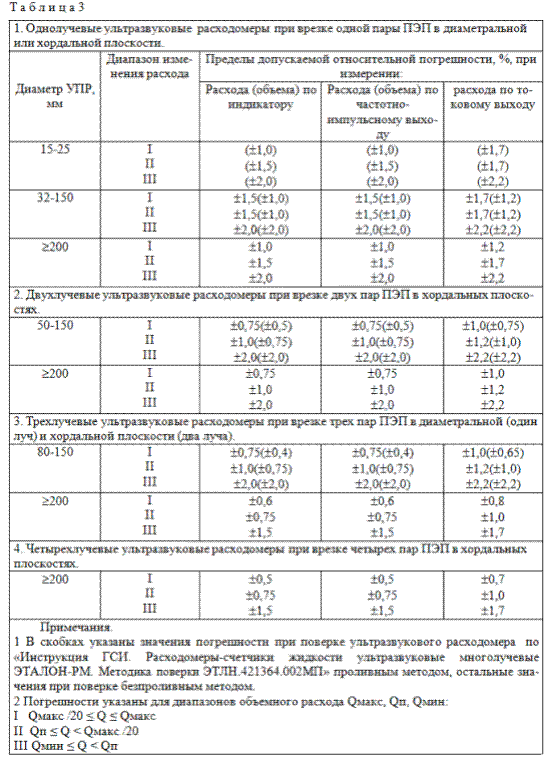 Т а б л и ц а 3
1. Однолучевые ультразвуковые расходомеры при врезке одной пары ПЭП в диаметральной
или хордальной плоскости.
Диаметр УПР,
мм
Диапазон изме-
нения расхода
Пределы допускаемой относительной погрешности, %, при
измерении:
Расхода (объема) по
индикатору
Расхода (объема) по
частотно-
импульсному выхо-
ду
расхода по то-
ковому выходу
15-25 I (±1,0) (±1,0) (±1,7)
II (±1,5) (±1,5) (±1,7)
III (±2,0) (±2,0) (±2,2)
32-150 I ±1,5(±1,0) ±1,5(±1,0) ±1,7(±1,2)
II ±1,5(±1,0) ±1,5(±1,0) ±1,7(±1,2)
III ±2,0(±2,0) ±2,0(±2,0) ±2,2(±2,2)
≥200 I ±1,0 ±1,0 ±1,2
II ±1,5 ±1,5 ±1,7
III ±2,0 ±2,0 ±2,2
2. Двухлучевые ультразвуковые расходомеры при врезке двух пар ПЭП в хордальных плоско-
стях.
50-150 I ±0,75(±0,5) ±0,75(±0,5) ±1,0(±0,75)
II ±1,0(±0,75) ±1,0(±0,75) ±1,2(±1,0)
III ±2,0(±2,0) ±2,0(±2,0) ±2,2(±2,2)
≥200 I ±0,75 ±0,75 ±1,0
II ±1,0 ±1,0 ±1,2
III ±2,0 ±2,0 ±2,2
3. Трехлучевые ультразвуковые расходомеры при врезке трех пар ПЭП в диаметральной (один
луч) и хордальной плоскости (два луча).
80-150 I ±0,75(±0,4) ±0,75(±0,4) ±1,0(±0,65)
II ±1,0(±0,75) ±1,0(±0,75) ±1,2(±1,0)
III ±2,0(±2,0) ±2,0(±2,0) ±2,2(±2,2)
≥200 I ±0,6 ±0,6 ±0,8
II ±0,75 ±0,75 ±1,0
III ±1,5 ±1,5 ±1,7
4. Четырехлучевые ультразвуковые расходомеры при врезке четырех пар ПЭП в хордальных
плоскостях.
≥200 I ±0,5 ±0,5 ±0,7
II ±0,75 ±0,75 ±1,0
III ±1,5 ±1,5 ±1,7
Примечания.
1 В скобках указаны значения погрешности при поверке ультразвукового расходомера по
«Инструкция ГСИ. Расходомеры-счетчики жидкости ультразвуковые многолучевые
ЭТАЛОН-РМ. Методика поверки ЭТЛН.421364.002МП» проливным методом, остальные зна-
чения при поверке беспроливным методом.
2 Погрешности указаны для диапазонов объемного расхода Qмакс, Qп, Qмин:
I Qмакс /20 ≤ Q ≤ Qмакс
II Qп ≤ Q < Qмакс /20
III Qмин ≤ Q < Qп